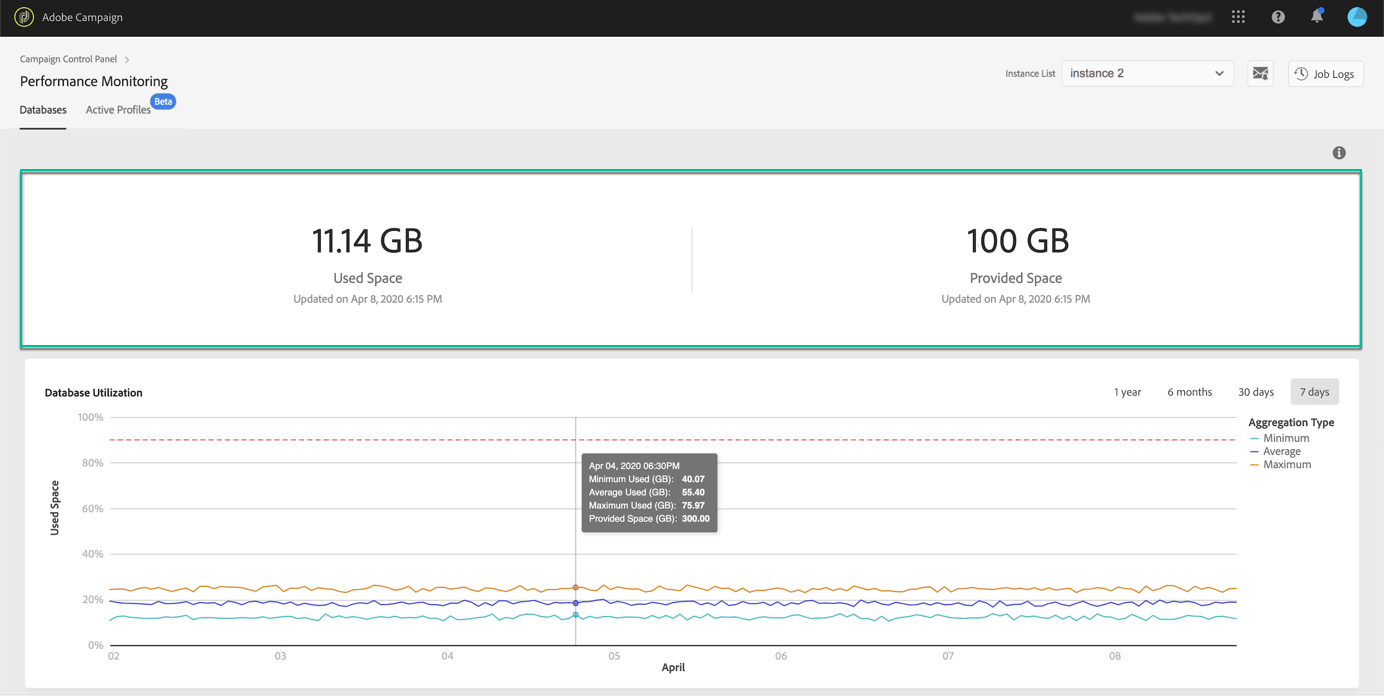 Adobe Campaign
Campaign Control Panel
Performance Monitoring
Instance List instance 2 Job Logs
Databases Active Profiles Beta
11.14 GB
Used Space
Updated on Apr 8, 2020 6:15 PM
100 GB
Provided Space
Updated on Apr 8, 2020 6:15 PM
Database Utilization
1 year 6 months 30 days 7 days
Used Space
100%
80%
60%
40%
20%
0%
Apr 04, 2020 06:30PM
Minimum Used (GB): 40.07
Average Used (GB): 55.40
Maximum Used (GB): 75.97
Provided Space (GB): 300.00
Aggregation Type
Minimum
Average
Maximum
02 03 04 05 06 07 08
April